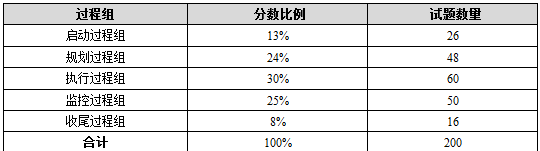 过程组 分数比例 试题数量
启动过程组 13% 26
规划过程组 24% 48
执行过程组 30% 60
监控过程组 25% 50
收尾过程组 8% 16
合计 100% 200